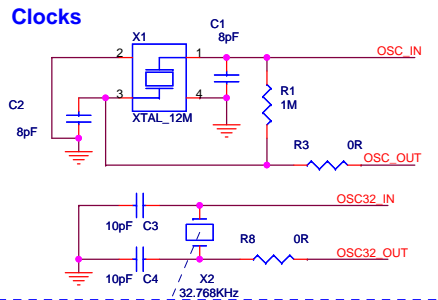 Clocks
X1
C1
8pF
2
1
OSC_IN
3
4
XTAL_12M
C2
8pF
R1
1M
R3
0R
OSC_OUT
OSC32_IN
10pF
C3
R8
0R
OSC32_OUT
10pF
C4
X2
32.768KHz